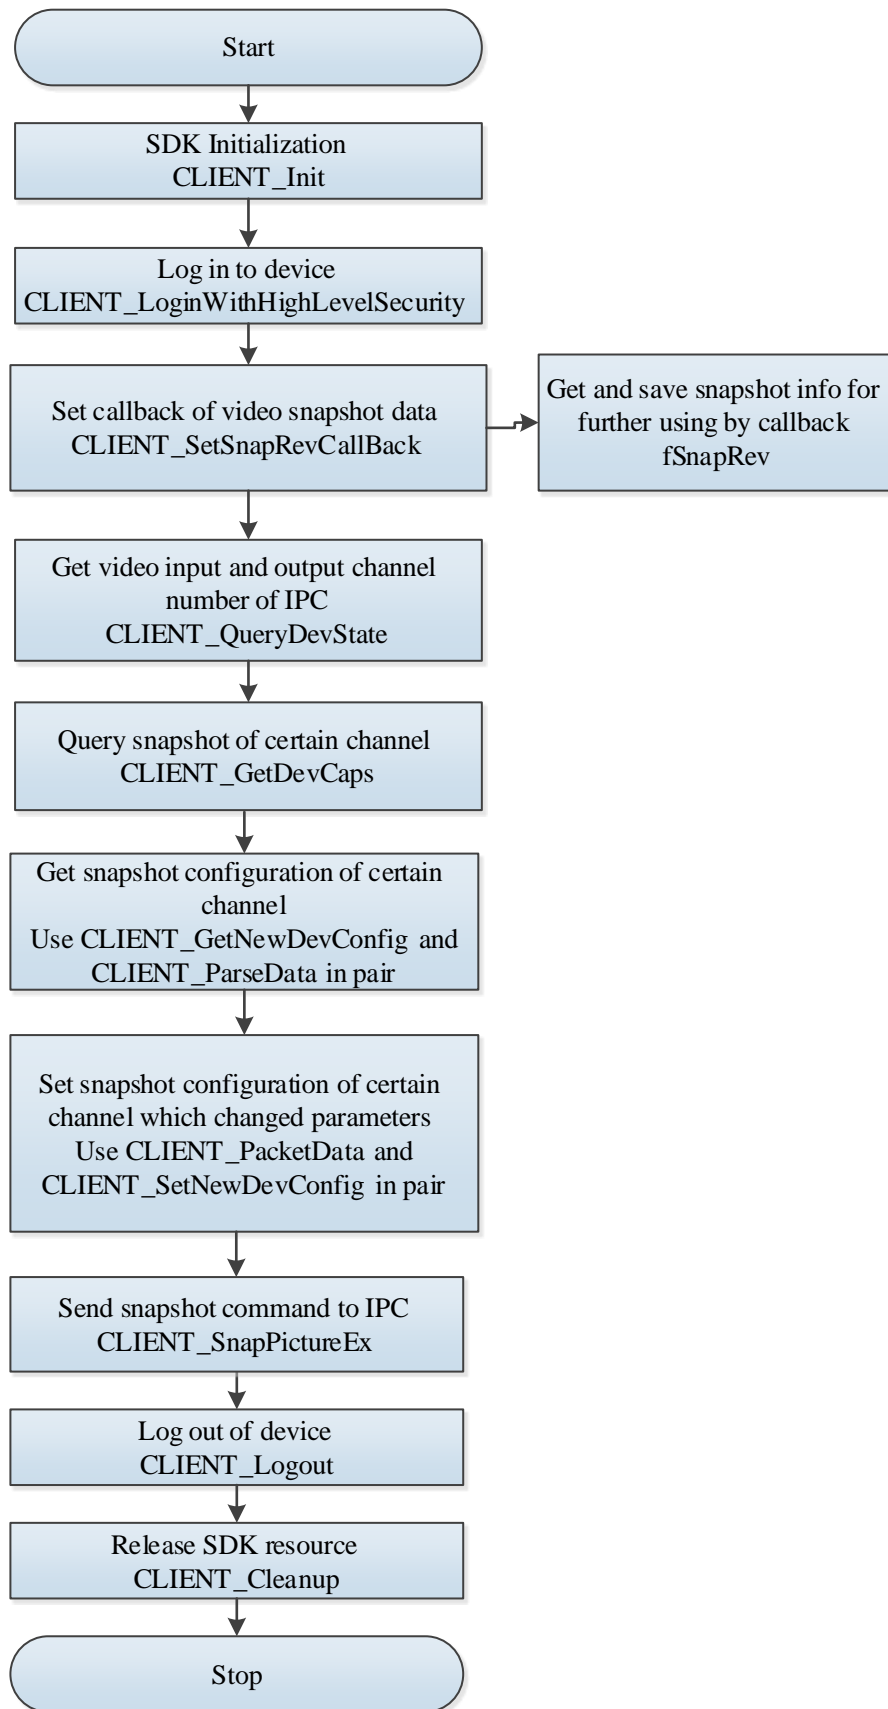 Start
SDK Initialization
CLIENT_Init
Log in to device
CLIENT_LoginWithHighLevelSecurity
Set callback of video snapshot data
CLIENT_SetSnapRevCallBack
Get and save snapshot info for
further using by callback
fSnapRev
Get video input and output channel
number of IPC
CLIENT_QueryDevState
Query snapshot of certain channel
CLIENT_GetDevCaps
Get snapshot configuration of certain
channel
Use CLIENT_GetNewDevConfig and
CLIENT_ParseData in pair
Set snapshot configuration of certain
channel which changed parameters
Use CLIENT_PacketData and
CLIENT_SetNewDevConfig in pair
Send snapshot command to IPC
CLIENT_SnapPictureEx
Log out of device
CLIENT_Logout
Release SDK resource
CLIENT_Cleanup
Stop